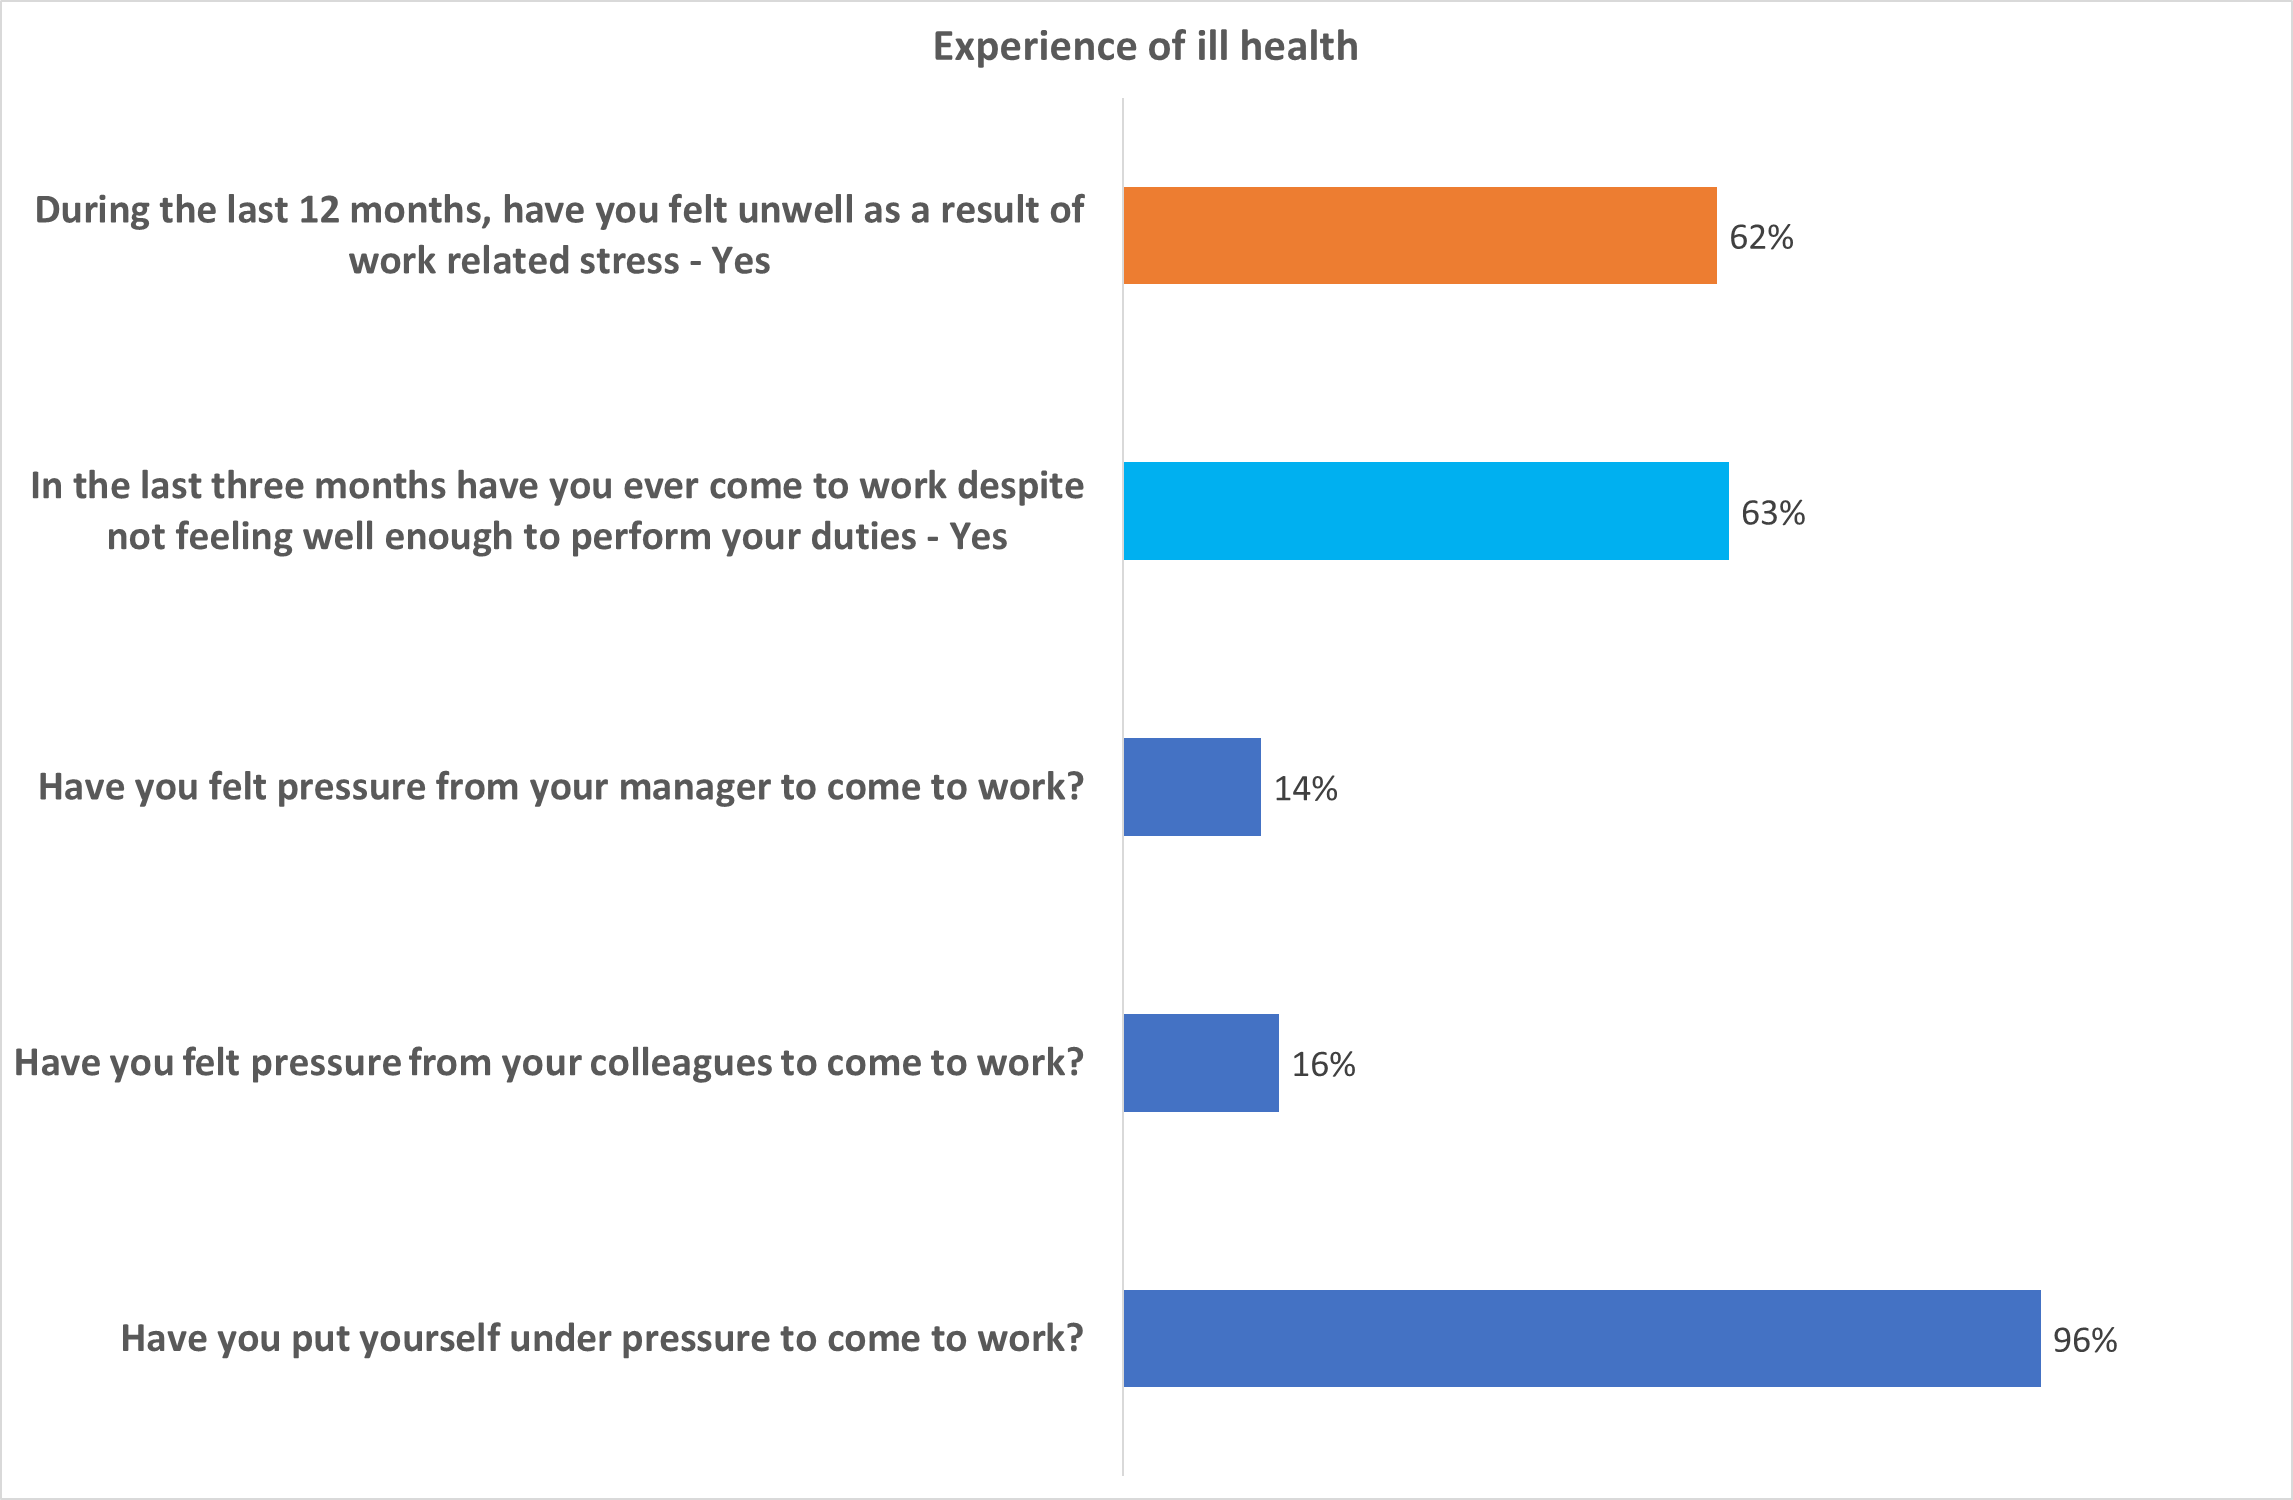 Experience of ill health
During the last 12 months, have you felt unwell as a result of
work related stress - Yes
62%
In the last three months have you ever come to work despite
not feeling well enough to perform your duties - Yes
63%
Have you felt pressure from your manager to come to work?
14%
Have you felt pressure from your colleagues to come to work?
16%
Have you put yourself under pressure to come to work?
96%